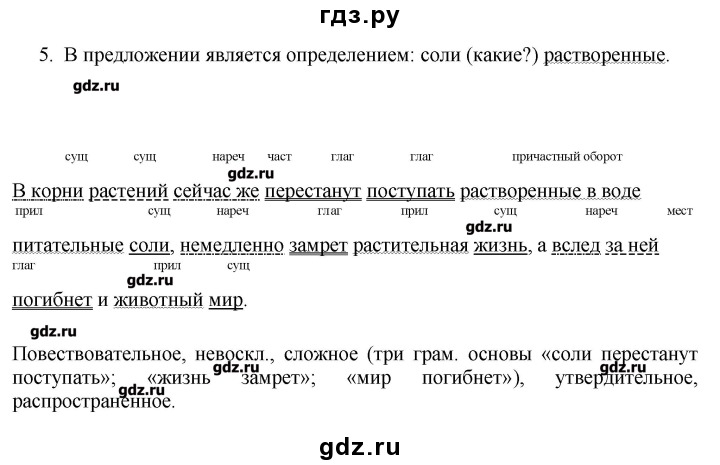 гдз.ру
5. В предложении является определением: соли (какие?) растворенные.
gdz.ru
сущ сущ нареч част глаг глаг причастный оборот
gdz.ru
В корни растений сейчас же перестанут поступать растворенные в воде
прил сущ нареч глаг прил сущ нареч мест
gdz.ru
питательные соли, немедленно замрет растительная жизнь, а вслед за ней
глаг прил сущ
gdz.ru
погибнет и животный мир.
gdz.ru
Повествовательное, невоскл., сложное (три грам. основы «соли перестанут
gdz.ru gdz.ru
поступать»; «жизнь замрет»; «мир погибнет»), утвердительное,
gdz.ru
распространенное.
gdz.ru